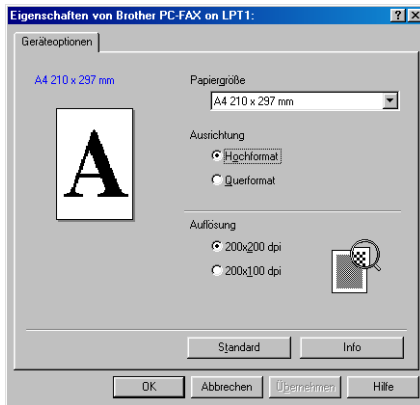 Eigenschaften von Brother PC-FAX on LPT1:
Geräteoptionen
A4 210 x 297 mm
A
Papiergröße
A4 210 x 297 mm
Ausrichtung
Hochformat
Querformat
Auflösung
200x200 dpi
200x100 dpi
Standard
Info
OK
Abbrechen
Übernehmen
Hilfe